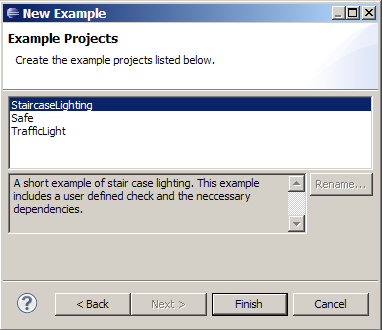 New Example
Example Projects
Create the example projects listed below.
StaircaseLighting
Safe
TrafficLight
A short example of stair case lighting. This example
includes a user defined check and the neccessary
dependencies.
Rename...
?
< Back
Next >
Finish
Cancel